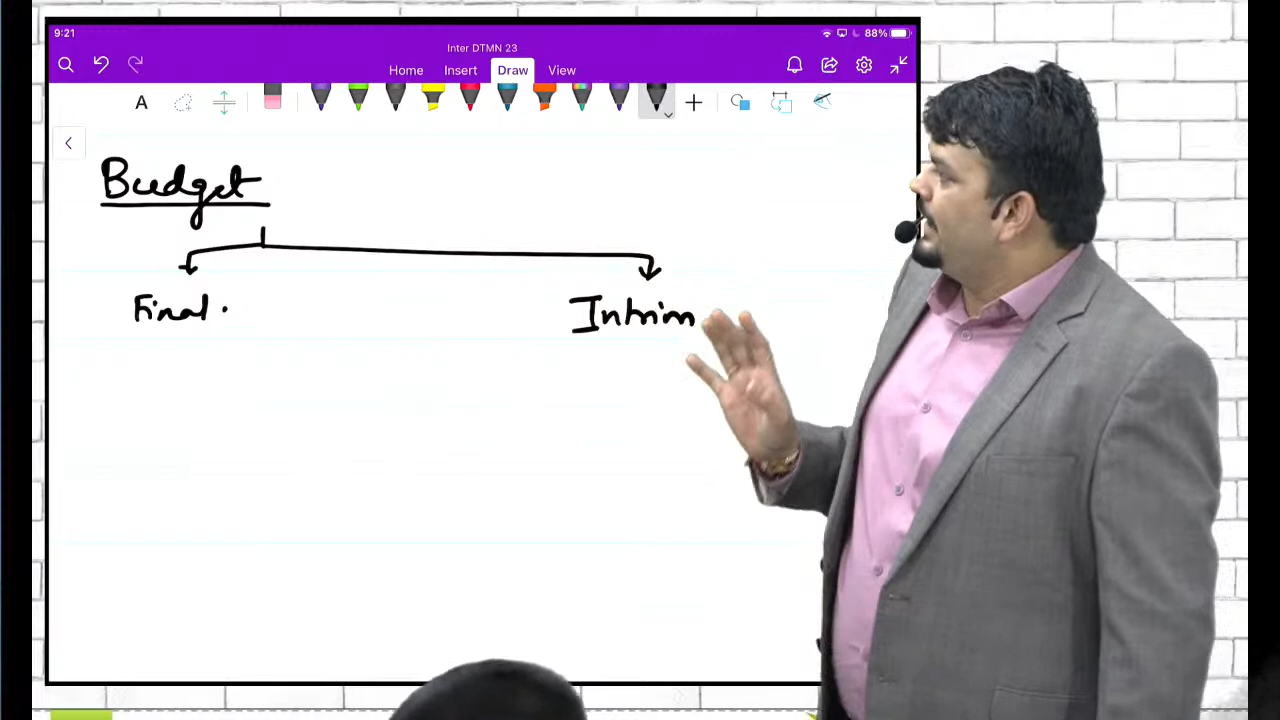 9:21
88%
Inter DTMN 23
Home Insert Draw View
A
Budget
Final.
Intrim